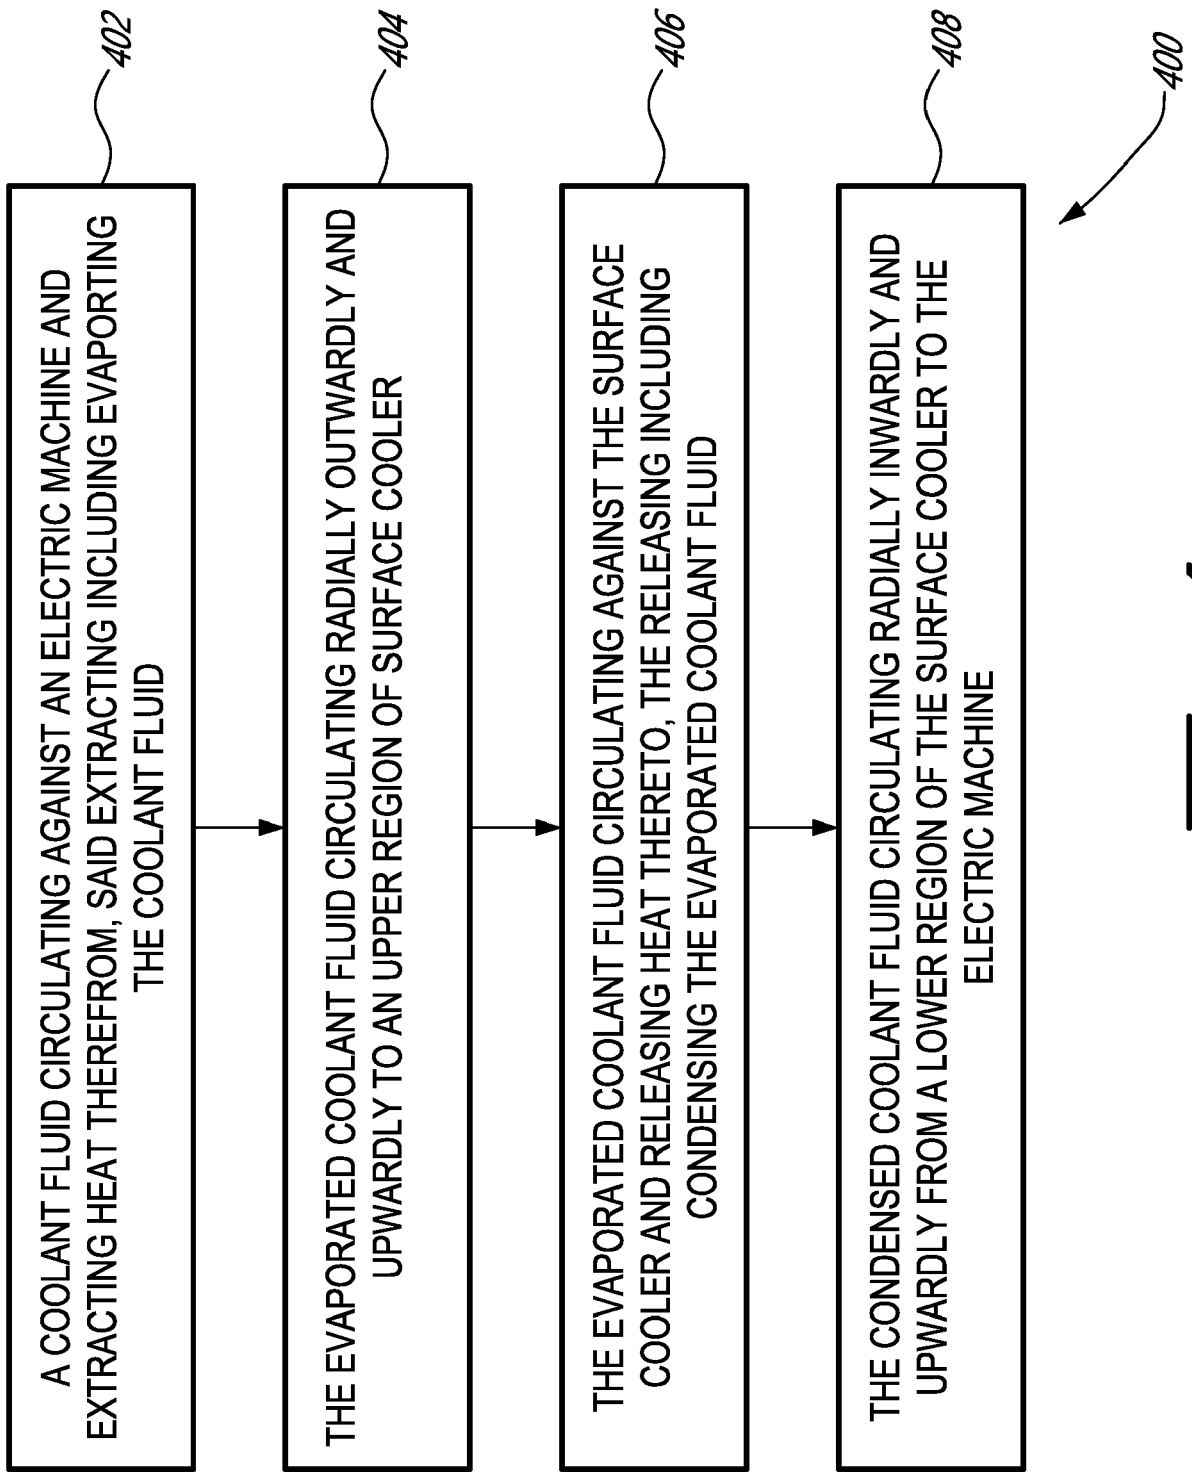 A COOLANT FLUID CIRCULATING AGAINST AN ELECTRIC MACHINE AND
EXTRACTING HEAT THEREFROM, SAID EXTRACTING INCLUDING EVAPORTING
THE COOLANT FLUID
402
THE EVAPORATED COOLANT FLUID CIRCULATING RADIALLY OUTWARDLY AND
UPWARDLY TO AN UPPER REGION OF SURFACE COOLER
404
THE EVAPORATED COOLANT FLUID CIRCULATING AGAINST THE SURFACE
COOLER AND RELEASING HEAT THERETO, THE RELEASING INCLUDING
CONDENSING THE EVAPORATED COOLANT FLUID
406
THE CONDENSED COOLANT FLUID CIRCULATING RADIALLY INWARDLY AND
UPWARDLY FROM A LOWER REGION OF THE SURFACE COOLER TO THE
ELECTRIC MACHINE
408
400